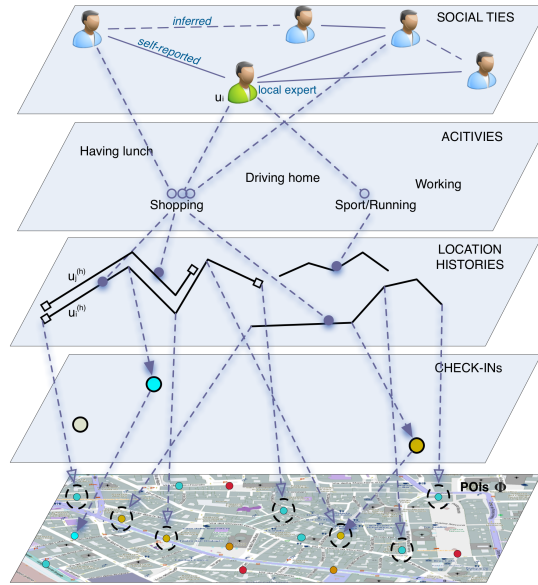 SOCIAL TIES
inferred
self-reported
local expert
uᵢ
ACITIVIES
Having lunch
Driving home
Working
Shopping
Sport/Running
LOCATION
HISTORIES
uⱼ⁽ʰ⁾
uᵢ⁽ʰ⁾
CHECK-INs
POIs Φ